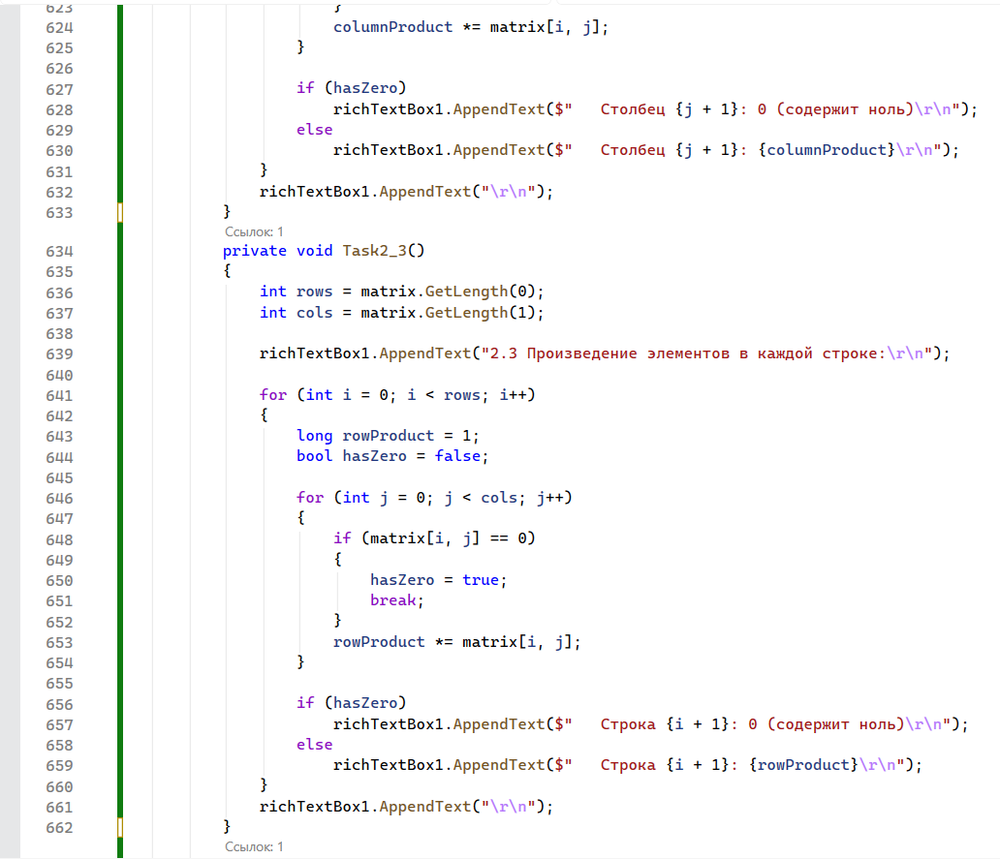 623                             }
624                             columnProduct *= matrix[i, j];
625                         }
626
627                         if (hasZero)
628                             richTextBox1.AppendText($"   Столбец {j + 1}: 0 (содержит ноль)\r\n");
629                         else
630                             richTextBox1.AppendText($"   Столбец {j + 1}: {columnProduct}\r\n");
631                     }
632                     richTextBox1.AppendText("\r\n");
633                 }
                 Ссылок: 1
634                 private void Task2_3()
635                 {
636                     int rows = matrix.GetLength(0);
637                     int cols = matrix.GetLength(1);
638
639                     richTextBox1.AppendText("2.3 Произведение элементов в каждой строке:\r\n");
640
641                     for (int i = 0; i < rows; i++)
642                     {
643                         long rowProduct = 1;
644                         bool hasZero = false;
645
646                         for (int j = 0; j < cols; j++)
647                         {
648                             if (matrix[i, j] == 0)
649                             {
650                                 hasZero = true;
651                                 break;
652                             }
653                             rowProduct *= matrix[i, j];
654                         }
655
656                         if (hasZero)
657                             richTextBox1.AppendText($"   Строка {i + 1}: 0 (содержит ноль)\r\n");
658                         else
659                             richTextBox1.AppendText($"   Строка {i + 1}: {rowProduct}\r\n");
660                     }
661                     richTextBox1.AppendText("\r\n");
662                 }
                 Ссылок: 1